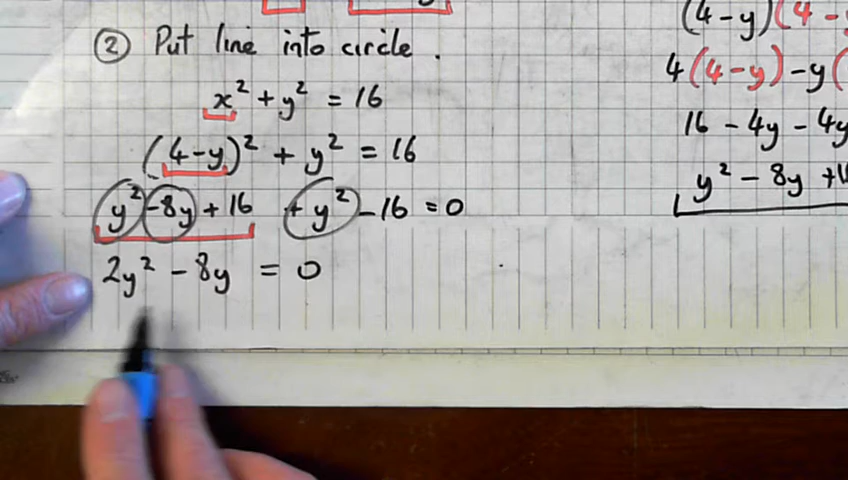 ② Put line into circle .
x² + y² = 16
(4-y)² + y² = 16
y² -8y + 16 + y² - 16 = 0
2y² - 8y = 0
(4-y)(4-
4(4-y) -y(
16 - 4y - 4y
y² - 8y +